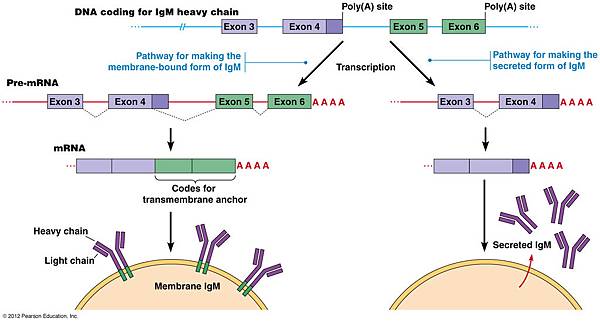 DNA coding for IgM heavy chain
Poly(A) site
Poly(A) site
Exon 3
Exon 4
Exon 5
Exon 6
Pathway for making the
membrane-bound form of IgM
Transcription
Pathway for making the
secreted form of IgM
Pre-mRNA
Exon 3
Exon 4
Exon 5
Exon 6
AAAA
Exon 3
Exon 4
AAAA
mRNA
AAAA
AAAA
Codes for
transmembrane anchor
Heavy chain
Light chain
Membrane IgM
Secreted IgM
© 2012 Pearson Education, Inc.